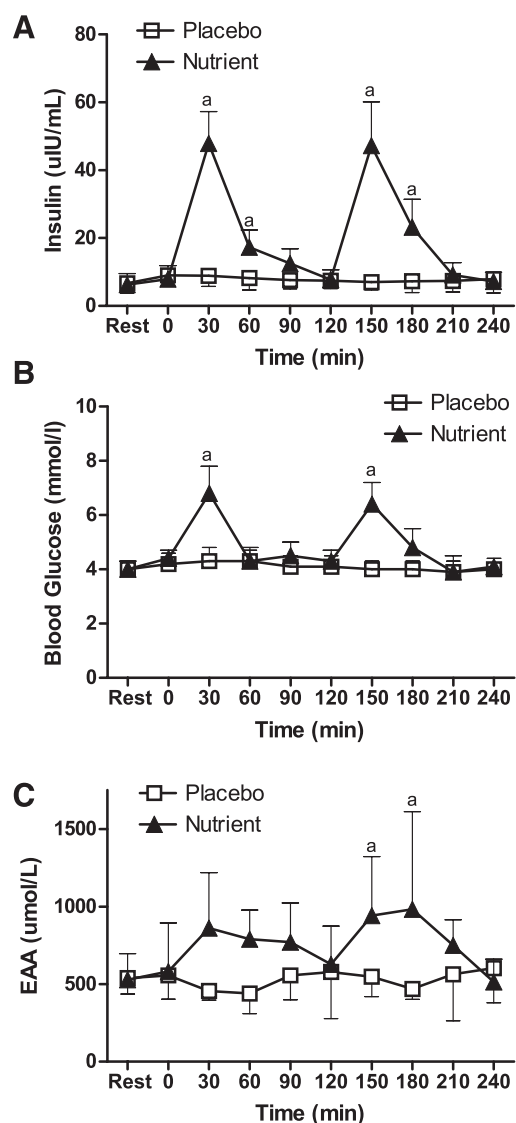 A
Placebo
Nutrient
Insulin (uIU/mL)
80
60
40
20
0
a
a
a
a
Rest 0 30 60 90 120 150 180 210 240
Time (min)
B
Placebo
Nutrient
Blood Glucose (mmol/l)
10
8
6
4
2
0
a
a
Rest 0 30 60 90 120 150 180 210 240
Time (min)
C
Placebo
Nutrient
EAA (umol/L)
1500
1000
500
0
a
a
Rest 0 30 60 90 120 150 180 210 240
Time (min)